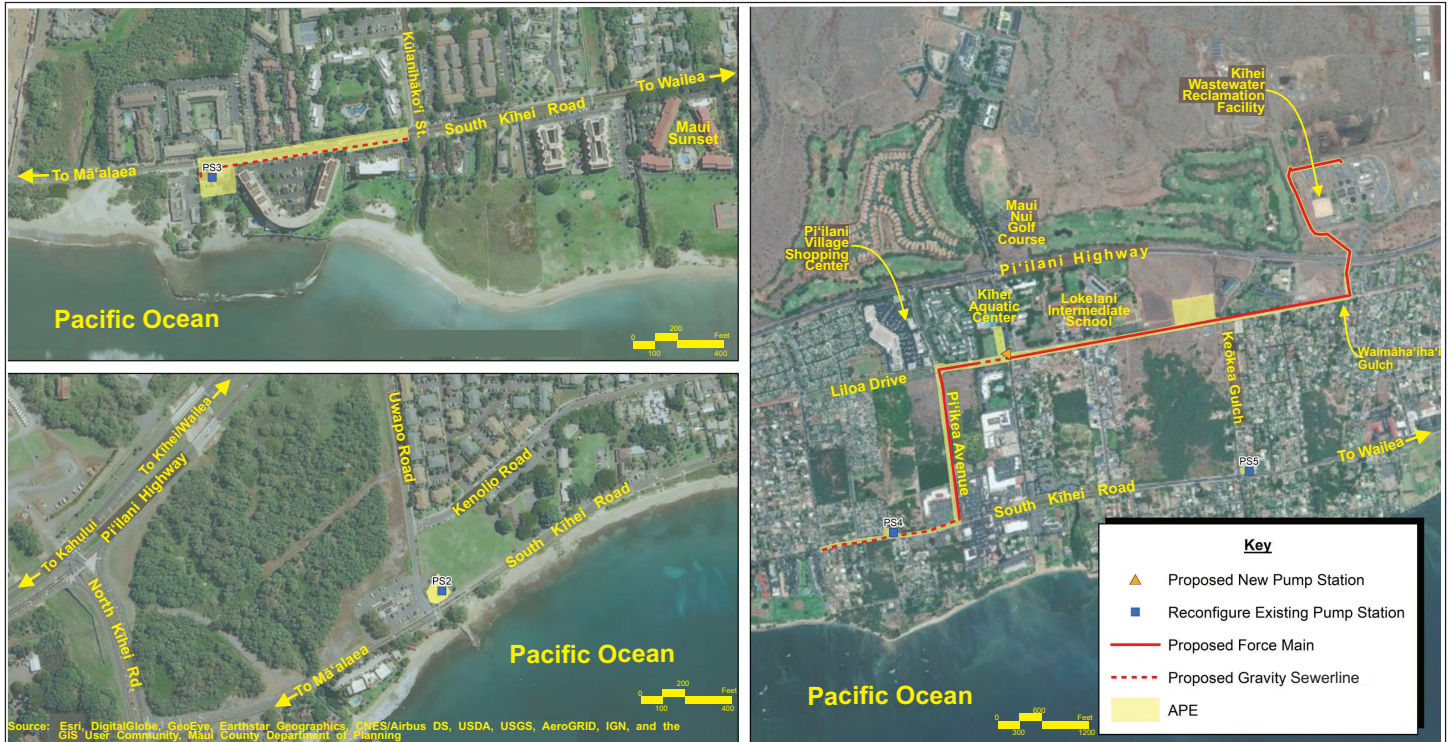 Kūlanihāko‘i St.
To Wailea
South Kīhei Road
Maui
Sunset
PS3
To Mā‘alaea
Pacific Ocean
200
Feet
100
400
To Kīhei/Wailea
Pi‘ilani Highway
To Kahului
North Kīhei Rd.
Uwapo Road
Kenolio Road
South Kīhei Road
PS2
To Mā‘alaea
Pacific Ocean
200
Feet
100
400
Source: Esri, DigitalGlobe, GeoEye, Earthstar Geographics, CNES/Airbus DS, USDA, USGS, AeroGRID, IGN, and the
GIS User Community, Maui County Department of Planning
Kīhei
Wastewater
Reclamation
Facility
Maui
Nui
Golf
Course
Pi‘ilani
Village
Shopping
Center
Pi‘ilani Highway
Kīhei
Aquatic
Center
Lokelani
Intermediate
School
Keōkea Gulch
Waimāha‘iha‘i
Gulch
Liloa Drive
Pi‘ikea Avenue
To Wailea
PS5
South Kīhei Road
PS4
Pacific Ocean
600
Feet
300
1200
Key
Proposed New Pump Station
Reconfigure Existing Pump Station
Proposed Force Main
Proposed Gravity Sewerline
APE